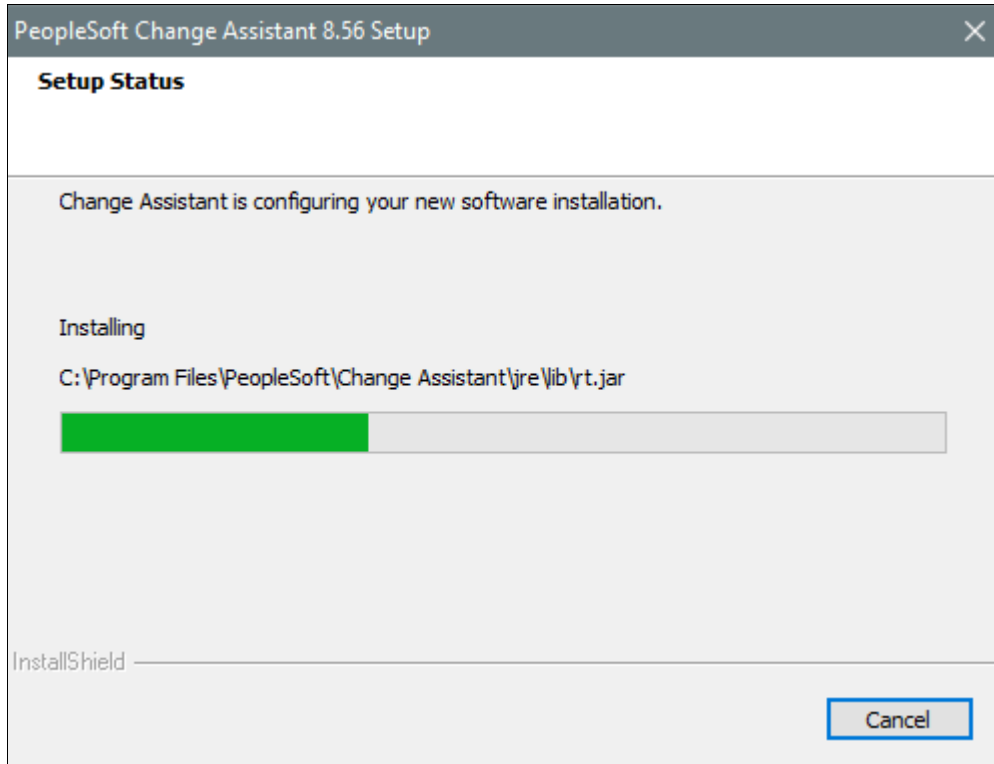 PeopleSoft Change Assistant 8.56 Setup
Setup Status
Change Assistant is configuring your new software installation.
Installing
C:\Program Files\PeopleSoft\Change Assistant\jre\lib\rt.jar
InstallShield
Cancel